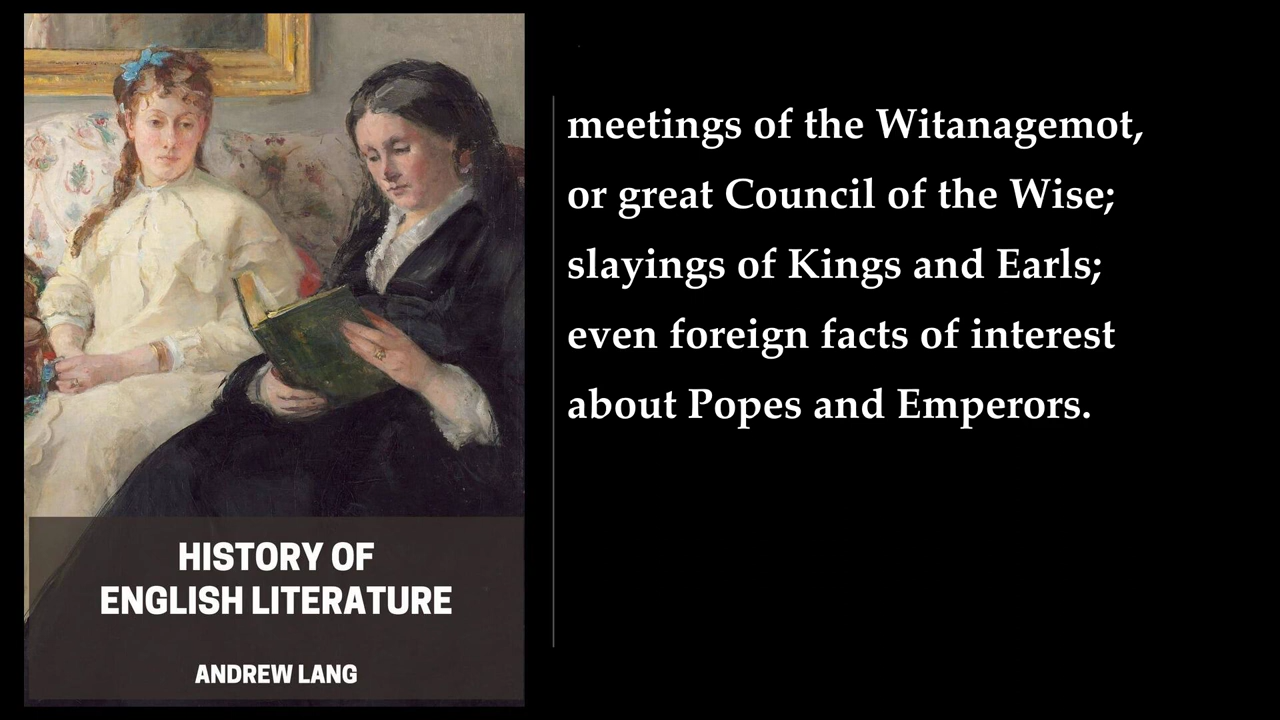 meetings of the Witanagemot,
or great Council of the Wise;
slayings of Kings and Earls;
even foreign facts of interest
about Popes and Emperors.
HISTORY OF
ENGLISH LITERATURE
ANDREW LANG